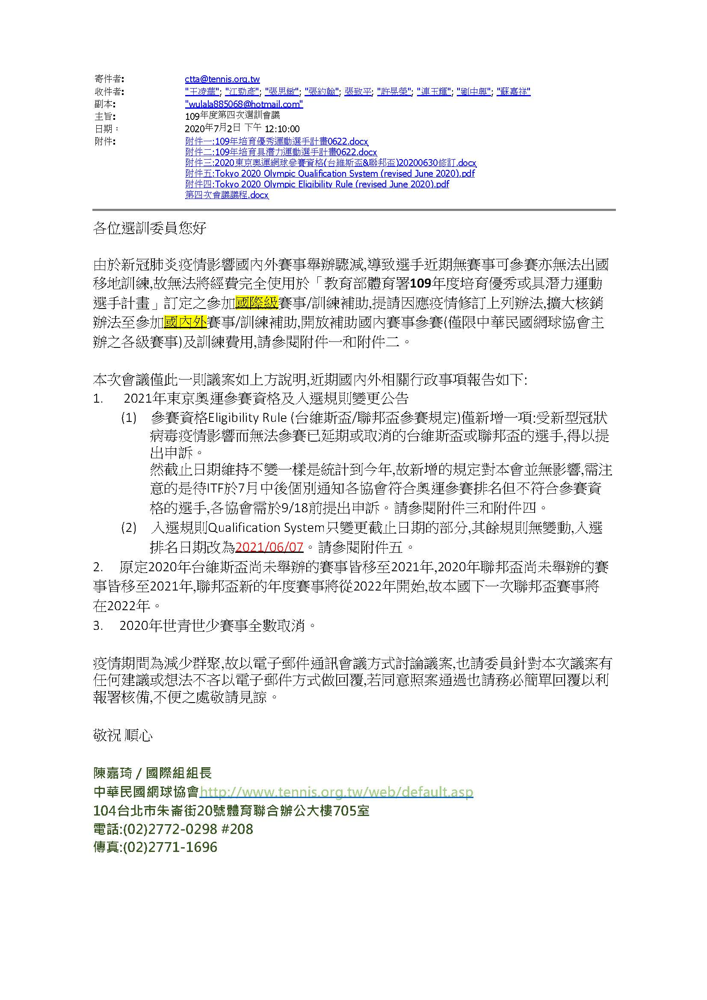 寄件者: ctta@tennis.org.tw
收件者: "王凌華"; "江勁彥"; "張思敏"; "張約翰"; 張致平; "許晃榮"; "連玉輝"; "劉中興"; "蘇嘉祥"
副本: "wulala885068@hotmail.com"
主旨: 109年度第四次選訓會議
日期： 2020年7月2日 下午 12:10:00
附件: 附件一:109年培育優秀運動選手計畫0622.docx
附件二:109年培育具潛力運動選手計畫0622.docx
附件三:2020東京奧運網球參賽資格(台維斯盃&聯邦盃)20200630修訂.docx
附件五:Tokyo 2020 Olympic Qualification System (revised June 2020).pdf
附件四:Tokyo 2020 Olympic Eligibility Rule (revised June 2020).pdf
第四次會議議程.docx
各位選訓委員您好
由於新冠肺炎疫情影響國內外賽事舉辦驟減,導致選手近期無賽事可參賽亦無法出國
移地訓練,故無法將經費完全使用於「教育部體育署109年度培育優秀或具潛力運動
選手計畫」訂定之參加國際級賽事/訓練補助,提請因應疫情修訂上列辦法,擴大核銷
辦法至參加國內外賽事/訓練補助,開放補助國內賽事參賽(僅限中華民國網球協會主
辦之各級賽事)及訓練費用,請參閱附件一和附件二。
本次會議僅此一則議案如上方說明,近期國內外相關行政事項報告如下:
1. 2021年東京奧運參賽資格及入選規則變更公告
(1) 參賽資格Eligibility Rule (台維斯盃/聯邦盃參賽規定)僅新增一項:受新型冠狀
病毒疫情影響而無法參賽已延期或取消的台維斯盃或聯邦盃的選手,得以提
出申訴。
然截止日期維持不變一樣是統計到今年,故新增的規定對本會並無影響,需注
意的是待ITF於7月中後個別通知各協會符合奧運參賽排名但不符合參賽資
格的選手,各協會需於9/18前提出申訴。請參閱附件三和附件四。
(2) 入選規則Qualification System只變更截止日期的部分,其餘規則無變動,入選
排名日期改為2021/06/07。請參閱附件五。
2. 原定2020年台維斯盃尚未舉辦的賽事皆移至2021年,2020年聯邦盃尚未舉辦的賽
事皆移至2021年,聯邦盃新的年度賽事將從2022年開始,故本國下一次聯邦盃賽事將
在2022年。
3. 2020年世青世少賽事全數取消。
疫情期間為減少群聚,故以電子郵件通訊會議方式討論議案,也請委員針對本次議案有
任何建議或想法不吝以電子郵件方式做回覆,若同意照案通過也請務必簡單回覆以利
報署核備,不便之處敬請見諒。
敬祝 順心
陳嘉琦 / 國際組組長
中華民國網球協會http://www.tennis.org.tw/web/default.asp
104台北市朱崙街20號體育聯合辦公大樓705室
電話:(02)2772-0298 #208
傳真:(02)2771-1696